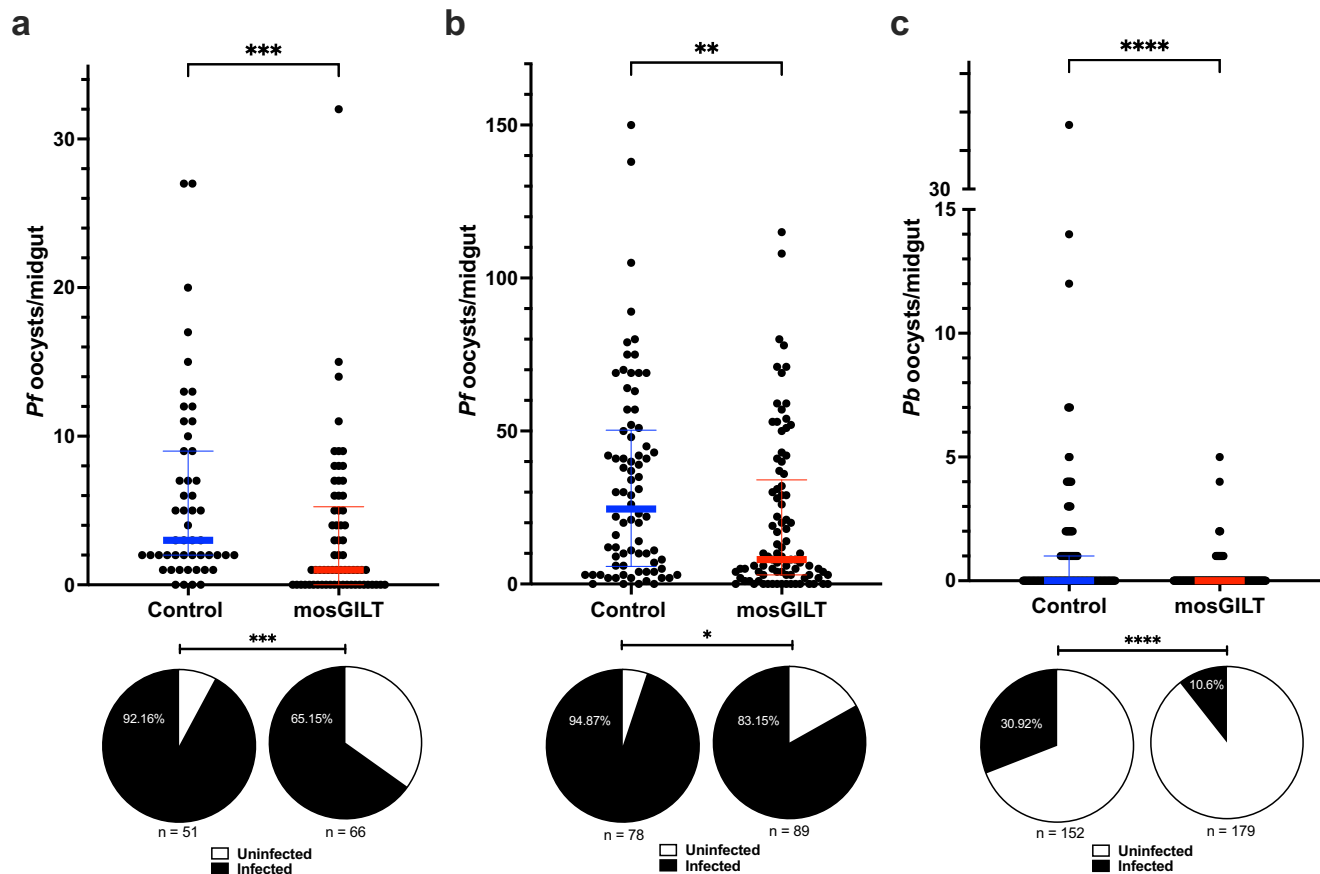 a
b
c
***
**
****
Pf oocysts/midgut
30
20
10
0
Control
mosGILT
Pf oocysts/midgut
150
100
50
0
Control
mosGILT
Pb oocysts/midgut
30
15
10
5
0
Control
mosGILT
***
92.16%
65.15%
n = 51
n = 66
Uninfected
Infected
*
94.87%
83.15%
n = 78
n = 89
Uninfected
Infected
****
30.92%
10.6%
n = 152
n = 179
Uninfected
Infected